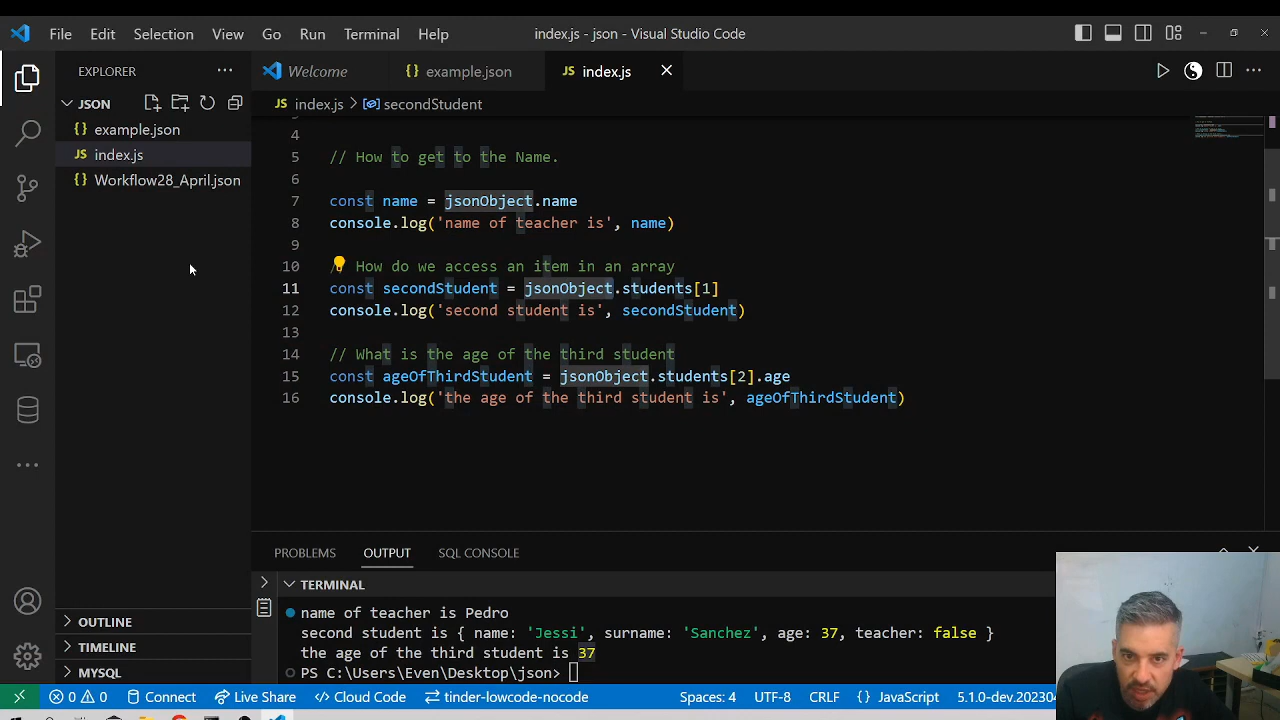 File Edit Selection View Go Run Terminal Help
index.js - json - Visual Studio Code
EXPLORER
JSON
example.json
index.js
Workflow28_April.json
OUTLINE
TIMELINE
MYSQL
Welcome
example.json
JS index.js
JS index.js > secondStudent
4
5 // How to get to the Name.
6
7 const name = jsonObject.name
8 console.log('name of teacher is', name)
9
10 / How do we access an item in an array
11 const secondStudent = jsonObject.students[1]
12 console.log('second student is', secondStudent)
13
14 // What is the age of the third student
15 const ageOfThirdStudent = jsonObject.students[2].age
16 console.log('the age of the third student is', ageOfThirdStudent)
PROBLEMS OUTPUT SQL CONSOLE
TERMINAL
name of teacher is Pedro
second student is { name: 'Jessi', surname: 'Sanchez', age: 37, teacher: false }
the age of the third student is 37
PS C:\Users\Even\Desktop\json>
0 0 Connect Live Share Cloud Code tinder-lowcode-nocode Spaces: 4 UTF-8 CRLF {} JavaScript 5.1.0-dev.202304